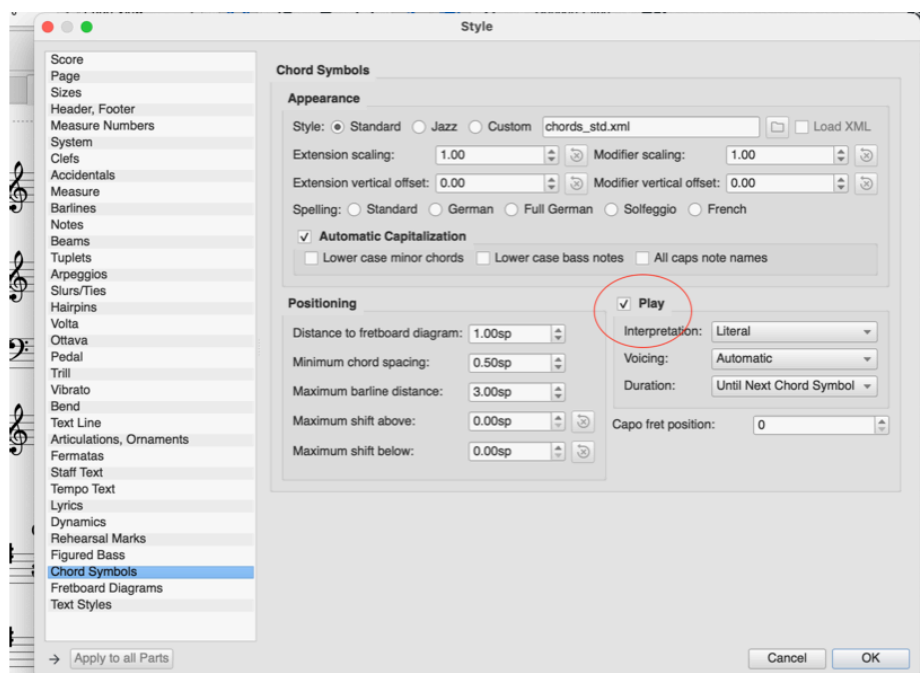 Style
Score
Page
Sizes
Header, Footer
Measure Numbers
System
Clefs
Accidentals
Measure
Barlines
Notes
Beams
Tuplets
Arpeggios
Slurs/Ties
Hairpins
Volta
Ottava
Pedal
Trill
Vibrato
Bend
Text Line
Articulations, Ornaments
Fermatas
Staff Text
Tempo Text
Lyrics
Dynamics
Rehearsal Marks
Figured Bass
Chord Symbols
Fretboard Diagrams
Text Styles
Chord Symbols
Appearance
Style: Standard Jazz Custom chords_std.xml Load XML
Extension scaling: 1.00 Modifier scaling: 1.00
Extension vertical offset: 0.00 Modifier vertical offset: 0.00
Spelling: Standard German Full German Solfeggio French
Automatic Capitalization
Lower case minor chords Lower case bass notes All caps note names
Positioning
Distance to fretboard diagram: 1.00sp
Minimum chord spacing: 0.50sp
Maximum barline distance: 3.00sp
Maximum shift above: 0.00sp
Maximum shift below: 0.00sp
Play
Interpretation: Literal
Voicing: Automatic
Duration: Until Next Chord Symbol
Capo fret position: 0
→ Apply to all Parts
Cancel OK